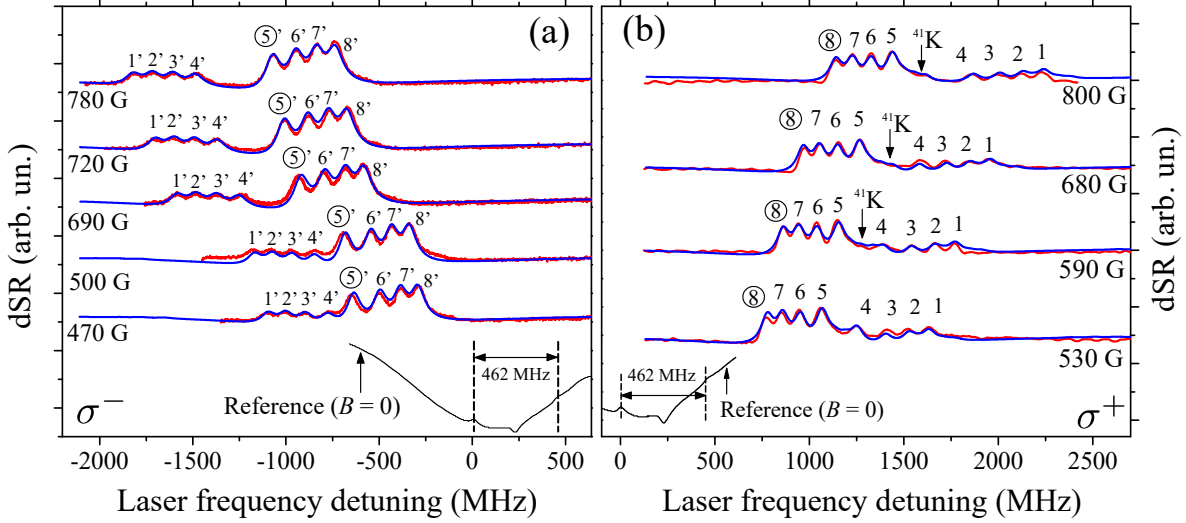 (a)
⑤’ 6’ 7’ 8’
1’ 2’ 3’ 4’
780 G
⑤’ 6’ 7’ 8’
1’ 2’ 3’ 4’
720 G
⑤’ 6’ 7’ 8’
1’ 2’ 3’ 4’
690 G
⑤’ 6’ 7’ 8’
1’ 2’ 3’ 4’
500 G
⑤’ 6’ 7’ 8’
1’ 2’ 3’ 4’
470 G
462 MHz
Reference (B = 0)
σ−
-2000 -1500 -1000 -500 0 500
Laser frequency detuning (MHz)
dSR (arb. un.)
(b)
⑧ 7 6 5 41K 4 3 2 1
800 G
⑧ 7 6 5 41K 4 3 2 1
680 G
⑧ 7 6 5 41K 4 3 2 1
590 G
⑧ 7 6 5 4 3 2 1
530 G
462 MHz
Reference (B = 0)
σ+
0 500 1000 1500 2000 2500
Laser frequency detuning (MHz)
dSR (arb. un.)